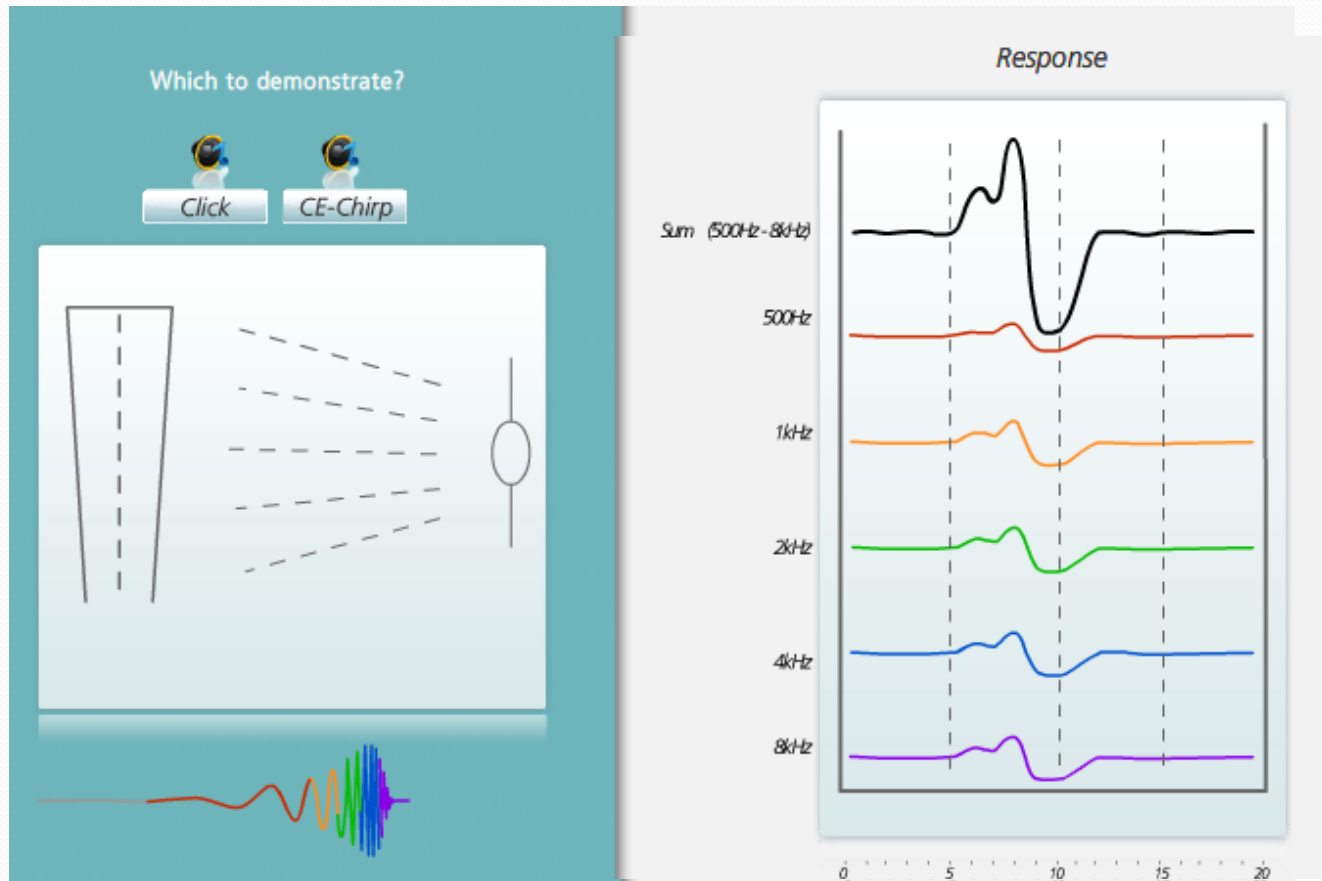 Which to demonstrate?
Click CE-Chirp
Response
Sum (500Hz-8kHz)
500Hz
1kHz
2kHz
4kHz
8kHz
0 5 10 15 20